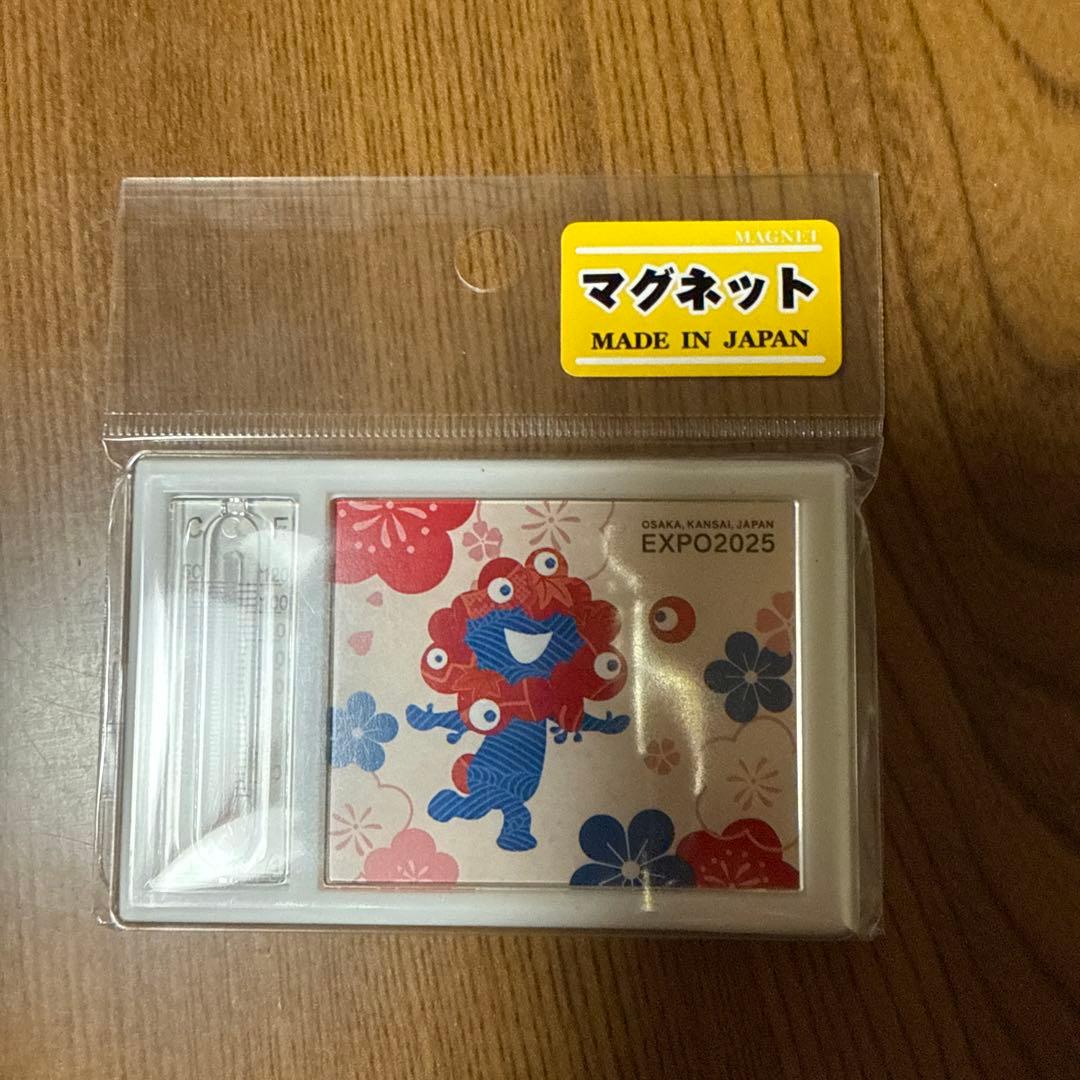 MAGNET
マグネット
MADE IN JAPAN
C F
OSAKA, KANSAI, JAPAN
EXPO2025